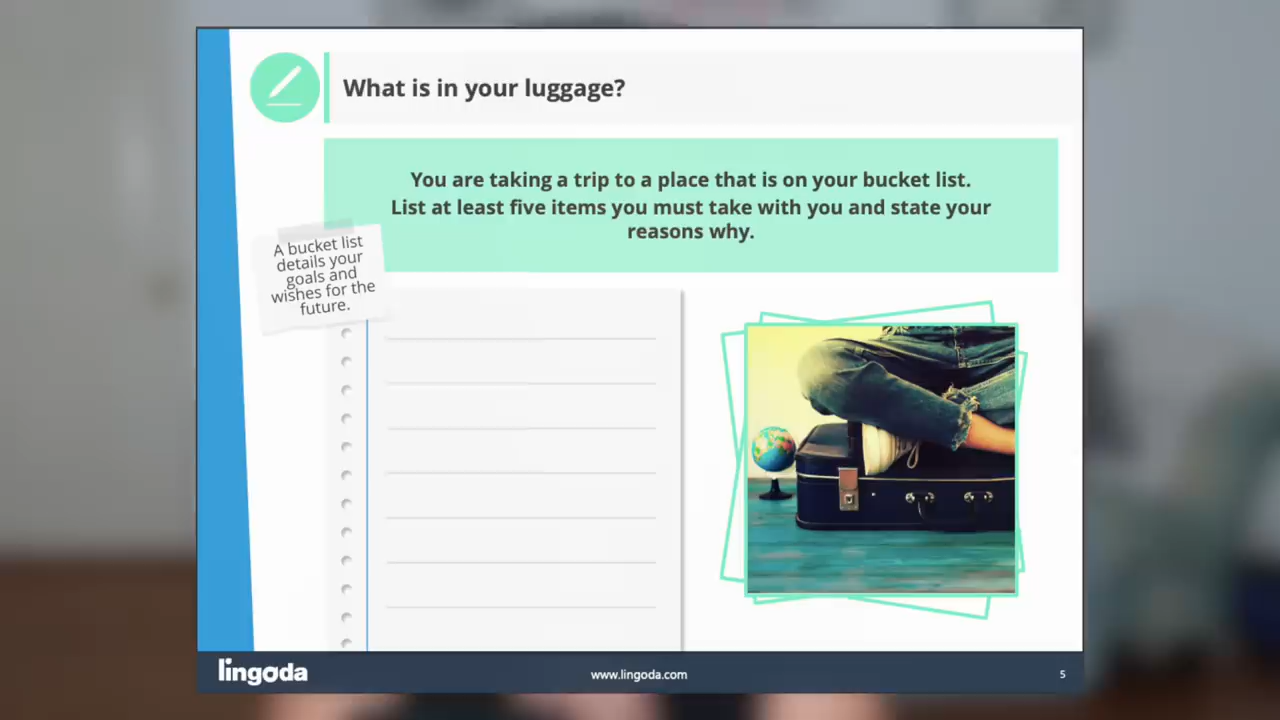 What is in your luggage?
You are taking a trip to a place that is on your bucket list.
List at least five items you must take with you and state your
reasons why.
A bucket list
details your
goals and
wishes for the
future.
lingoda
www.lingoda.com
5